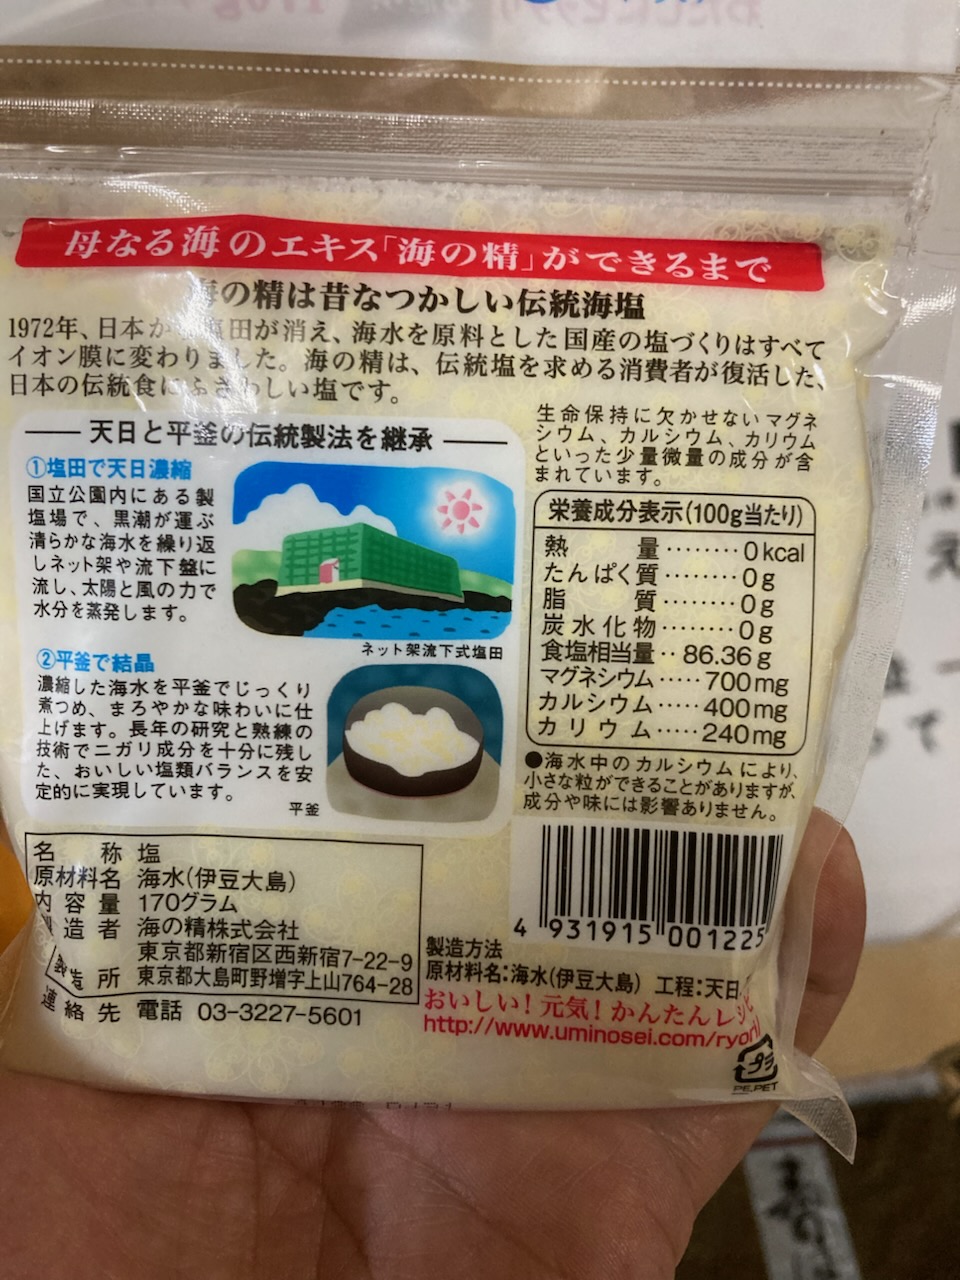 母なる海のエキス「海の精」ができるまで
の精は昔なつかしい伝統海塩
1972年、日本か 塩田が消え、海水を原料とした国産の塩づくりはすべて
イオン膜に変わりました。海の精は、伝統塩を求める消費者が復活した、
日本の伝統食にふさわしい塩です。
天日と平釜の伝統製法を継承
①塩田で天日濃縮
国立公園内にある製
塩場で、黒潮が運ぶ
清らかな海水を繰り返
しネット架や流下盤に
流し、太陽と風の力で
水分を蒸発します。
ネット架流下式塩田
②平釜で結晶
濃縮した海水を平釜でじっくり
煮つめ、まろやかな味わいに仕
上げます。長年の研究と熟練の
技術でニガリ成分を十分に残し
た、おいしい塩類バランスを安
定的に実現しています。
平釜
生命保持に欠かせないマグネ
シウム、カルシウム、カリウム
といった少量微量の成分が含
まれています。
栄養成分表示(100g当たり)
熱量········0kcal
たんぱく質········0g
脂質········0g
炭水化物········0g
食塩相当量··86.36g
マグネシウム·····700mg
カルシウム·····400mg
カリウム·····240mg
●海水中のカルシウムにより、
小さな粒ができることがありますが、
成分や味には影響ありません。
4 931915 001225
名称 塩
原材料名 海水(伊豆大島)
内容量 170グラム
製造者 海の精株式会社
東京都新宿区西新宿7-22-9
製造所 東京都大島町野増字上山764-28
連絡先 電話 03-3227-5601
製造方法
原材料名:海水(伊豆大島) 工程:天日、
おいしい！元気！かんたんレシピ
http://www.uminosei.com/ryori
プラ
PE,PET